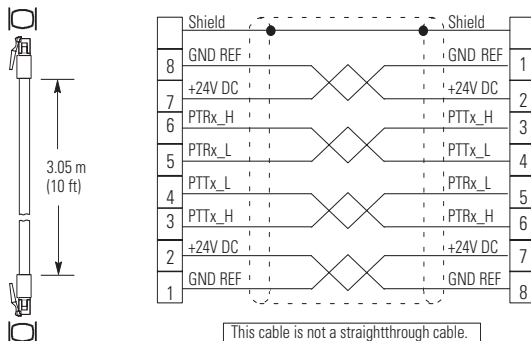 Shield Shield
8 GND REF GND REF 1
7 +24V DC +24V DC 2
6 PTRx_H PTTx_H 3
5 PTRx_L PTTx_L 4
4 PTTx_L PTRx_L 5
3 PTTx_H PTRx_H 6
2 +24V DC +24V DC 7
1 GND REF GND REF 8
3.05 m
(10 ft)
This cable is not a straightthrough cable.